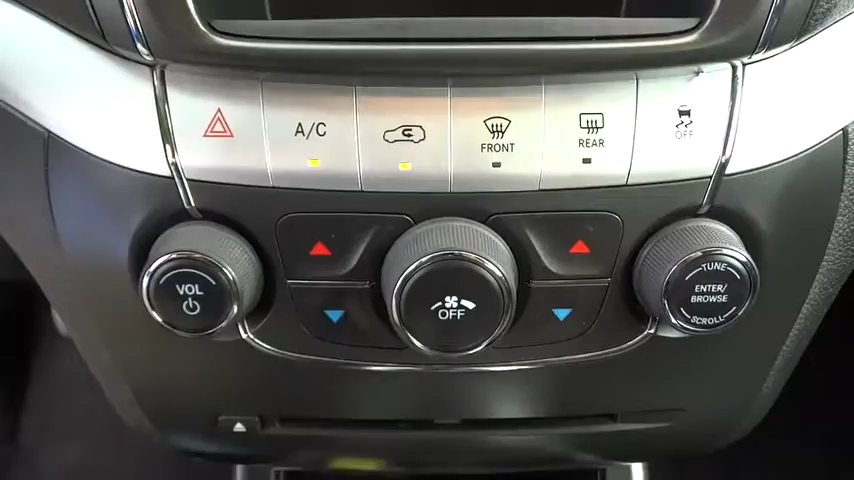 A/C
FRONT
REAR
OFF
VOL
OFF
TUNE
ENTER/
BROWSE
SCROLL